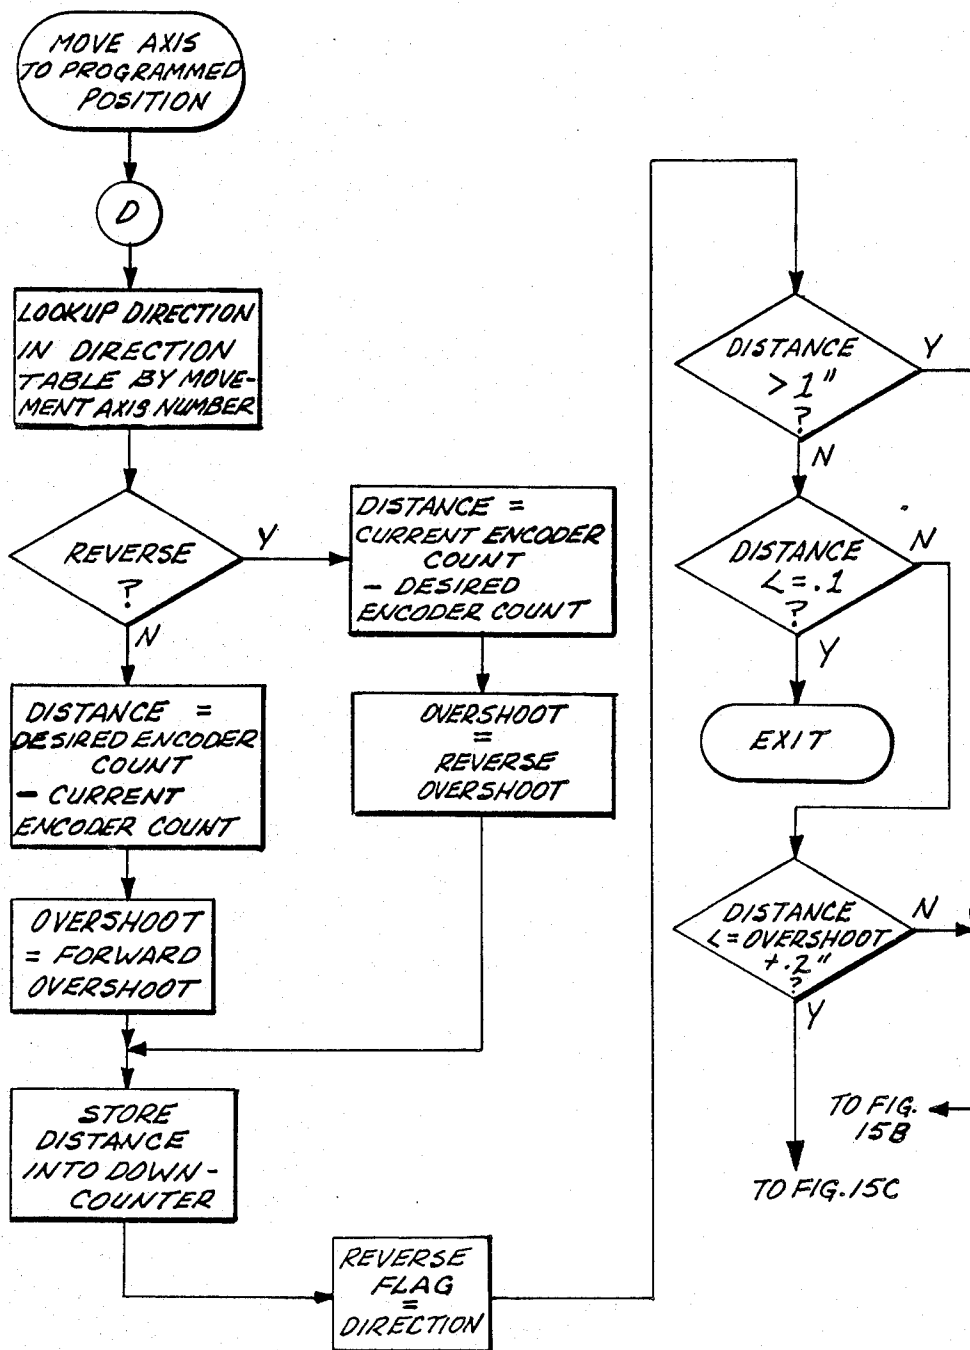 MOVE AXIS
TO PROGRAMMED
POSITION
D
LOOKUP DIRECTION
IN DIRECTION
TABLE BY MOVE-
MENT AXIS NUMBER
REVERSE
?
Y
N
DISTANCE =
CURRENT ENCODER
COUNT
- DESIRED
ENCODER COUNT
OVERSHOOT
=
REVERSE
OVERSHOOT
DISTANCE =
DESIRED ENCODER
COUNT
- CURRENT
ENCODER COUNT
OVERSHOOT
= FORWARD
OVERSHOOT
STORE
DISTANCE
INTO DOWN-
COUNTER
REVERSE
FLAG
=
DIRECTION
DISTANCE
> 1"
?
Y
N
DISTANCE
L = .1
?
N
Y
EXIT
DISTANCE
L = OVERSHOOT
+ .2"
?
N
Y
TO FIG.
15B
TO FIG. 15C